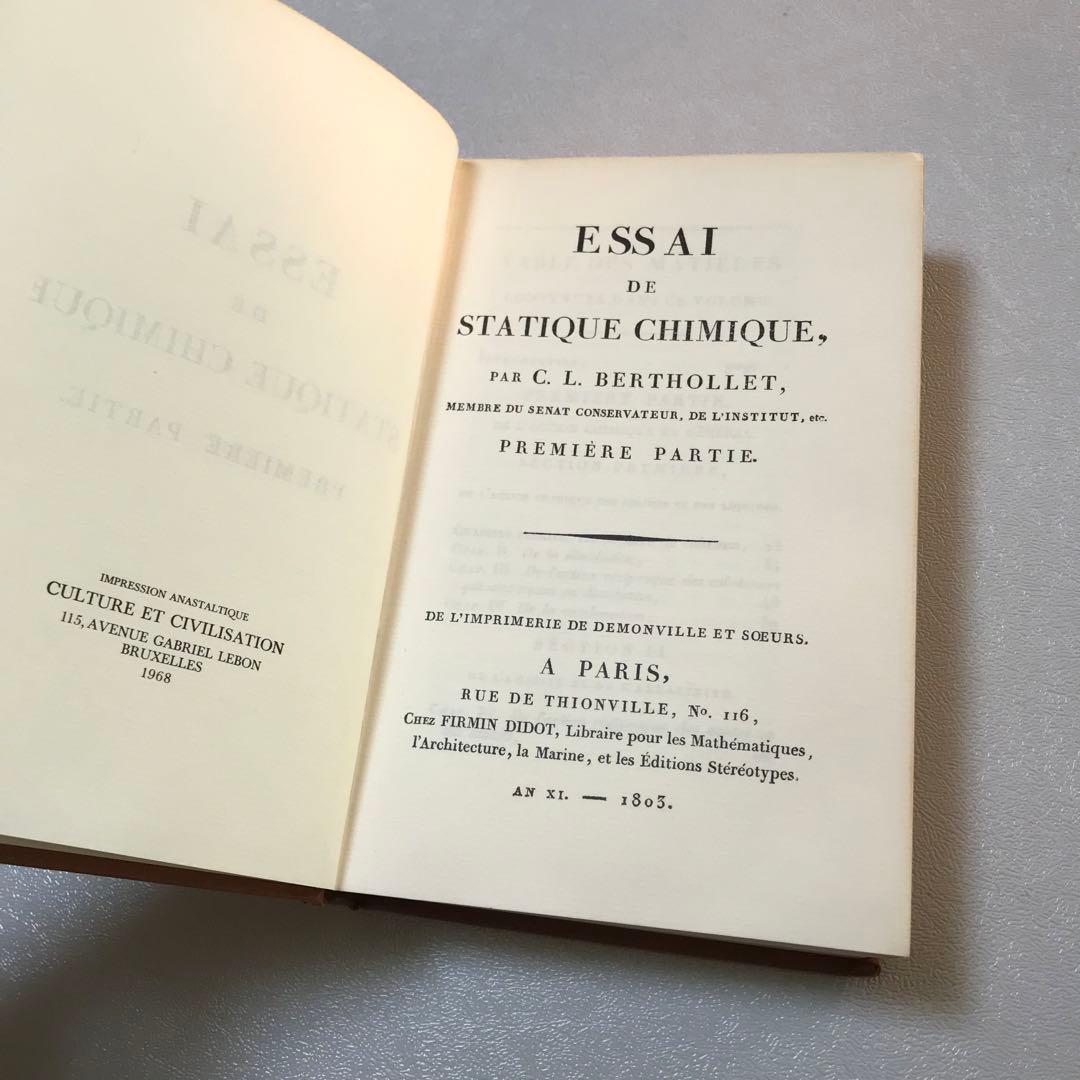 IMPRESSION ANASTALTIQUE
CULTURE ET CIVILISATION
115, AVENUE GABRIEL LEBON
BRUXELLES
1968
ESSAI
DE
STATIQUE CHIMIQUE,
PAR C. L. BERTHOLLET,
MEMBRE DU SENAT CONSERVATEUR, DE L'INSTITUT, etc.
PREMIÈRE PARTIE.
DE L'IMPRIMERIE DE DEMONVILLE ET SŒURS.
A PARIS,
RUE DE THIONVILLE, No. 116,
Chez FIRMIN DIDOT, Libraire pour les Mathématiques,
l'Architecture, la Marine, et les Éditions Stéréotypes.
AN XI. — 1803.